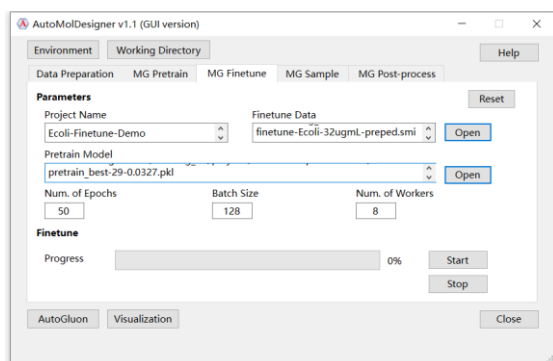 AutoMolDesigner v1.1 (GUI version)
Environment Working Directory Help
Data Preparation MG Pretrain MG Finetune MG Sample MG Post-process
Parameters Reset
Project Name Finetune Data
Ecoli-Finetune-Demo finetune-Ecoli-32ugmL-preped.smi Open
Pretrain Model
pretrain_best-29-0.0327.pkl Open
Num. of Epochs Batch Size Num. of Workers
50 128 8
Finetune
Progress 0% Start
Stop
AutoGluon Visualization Close